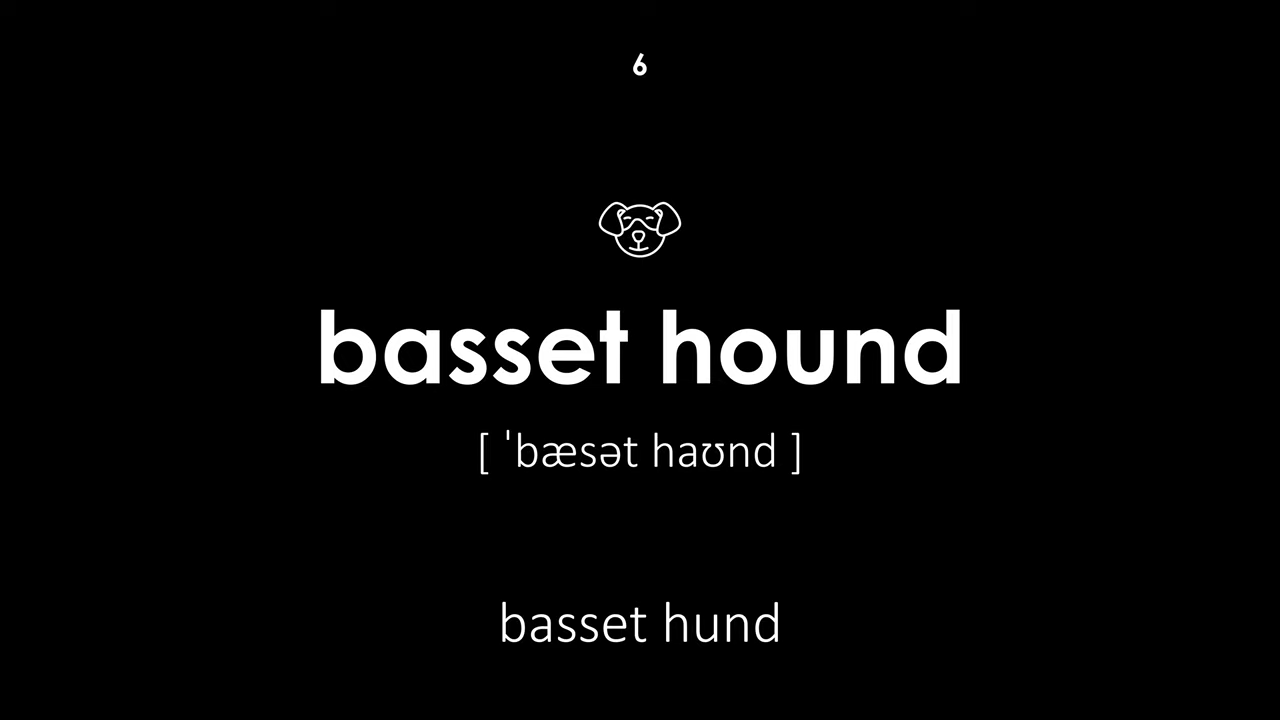 6
basset hound
[ ˈbæsət haʊnd ]
basset hund